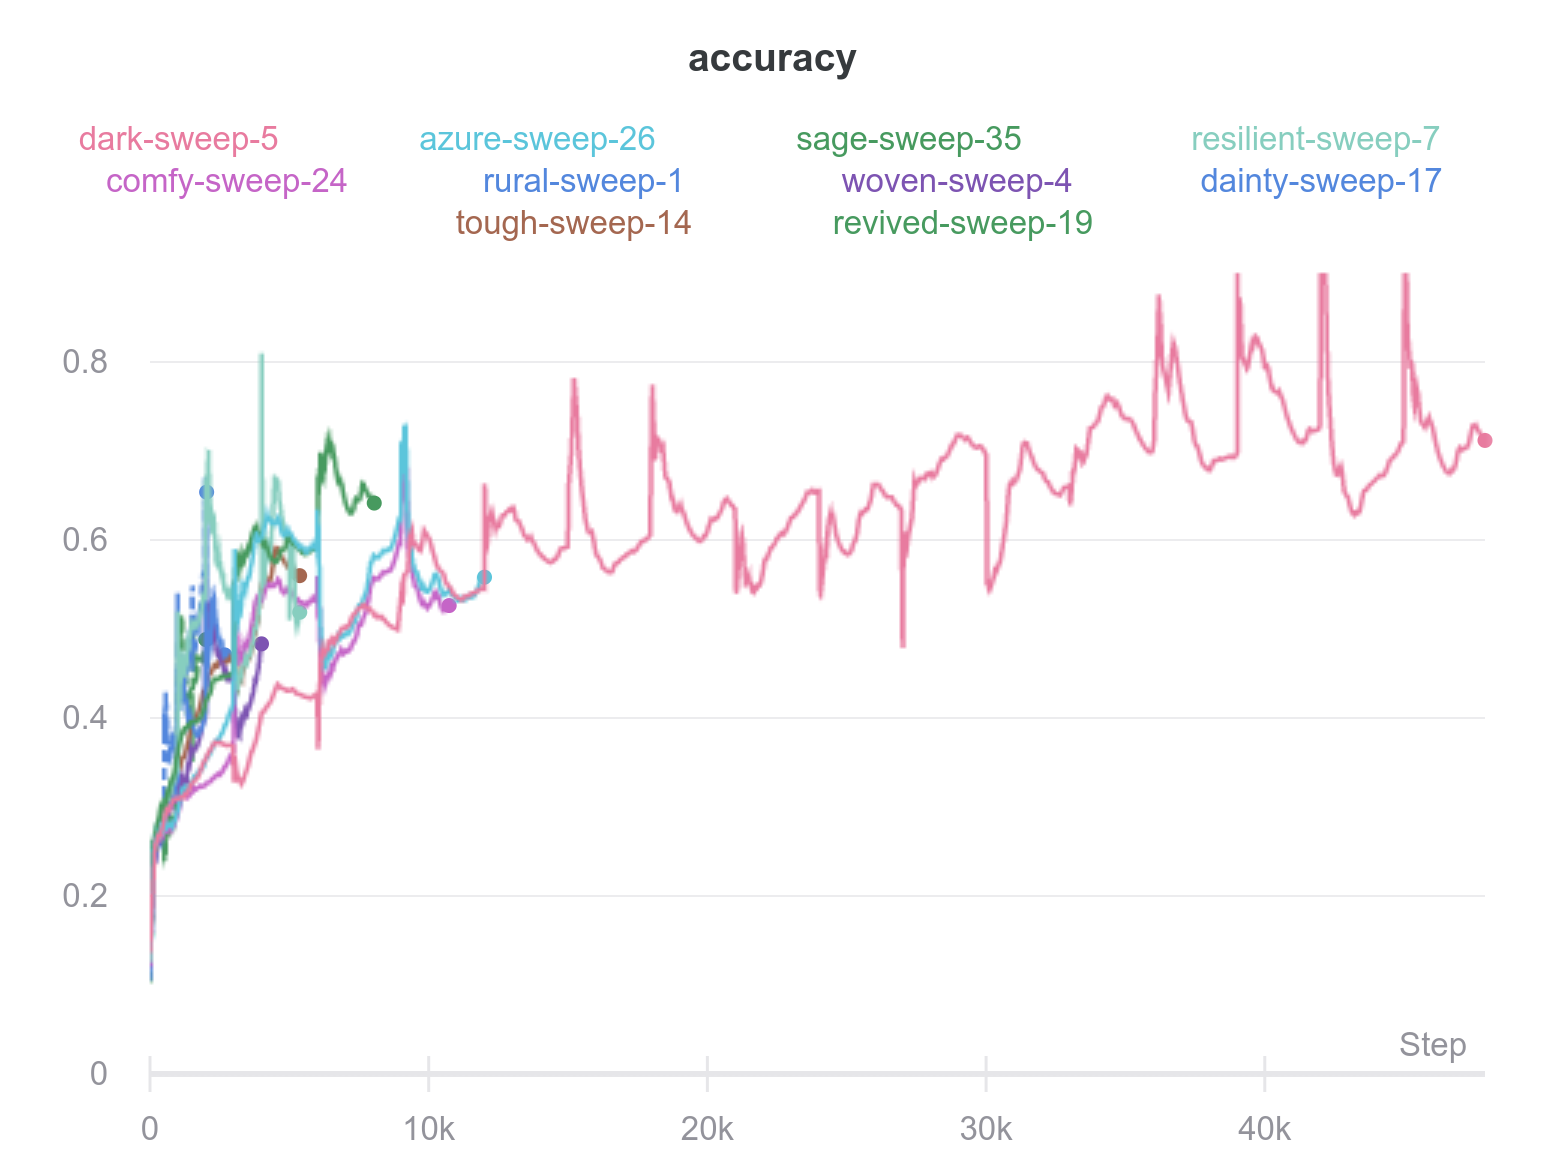 accuracy
dark-sweep-5 azure-sweep-26 sage-sweep-35 resilient-sweep-7
comfy-sweep-24 rural-sweep-1 woven-sweep-4 dainty-sweep-17
tough-sweep-14 revived-sweep-19
0.8
0.6
0.4
0.2
Step
0
0 10k 20k 30k 40k